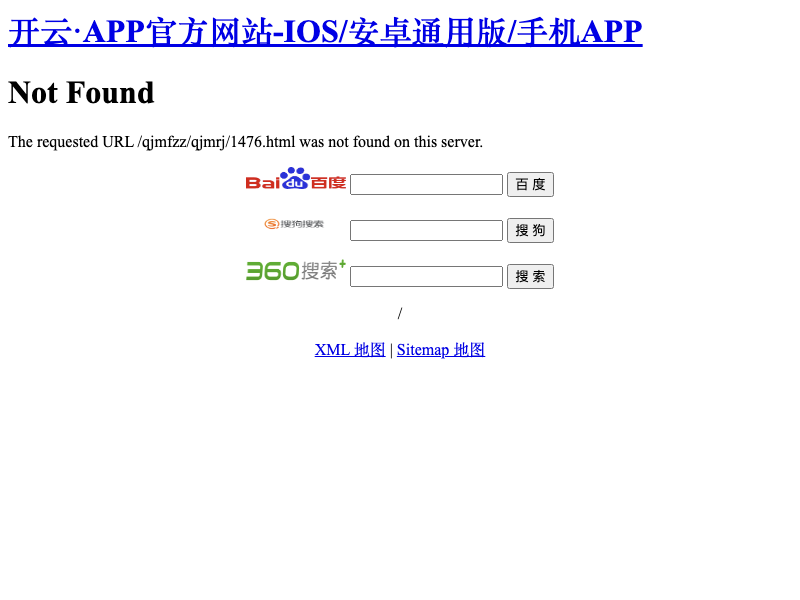 开云·APP官方网站-IOS/安卓通用版/手机APP
Not Found
The requested URL /qjmfzz/qjmrj/1476.html was not found on this server.
Bai du 百度 百 度
S 搜狗搜索 搜 狗
360搜索+ 搜 索
/
XML 地图 | Sitemap 地图